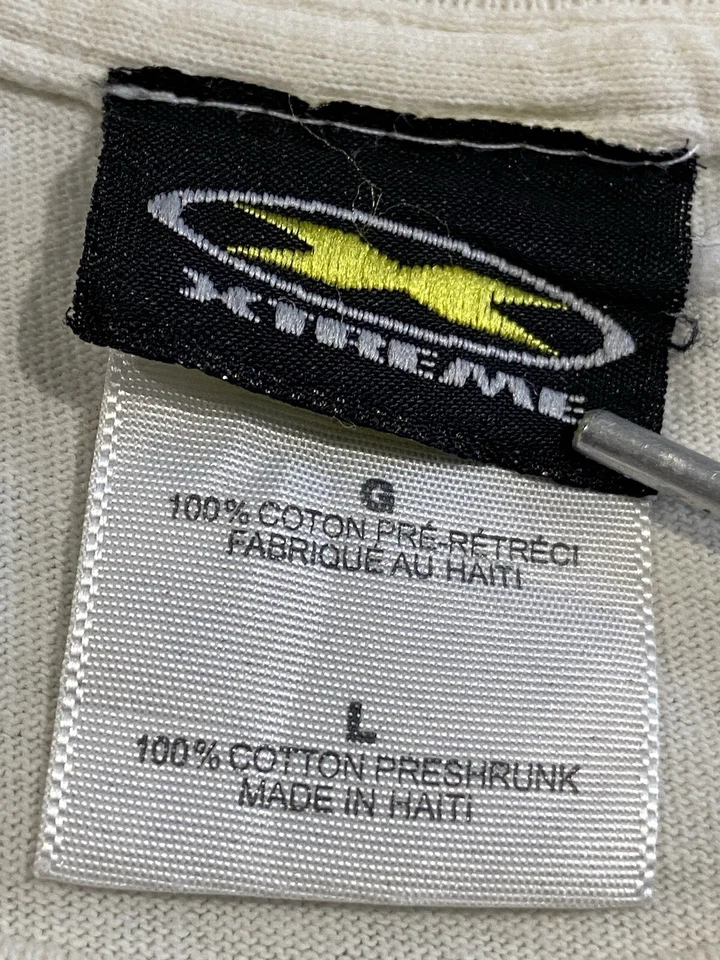 XTREME
G
100% COTON PRÉ-RÉTRÉCI
FABRIQUÉ AU HAITI
L
100% COTTON PRESHRUNK
MADE IN HAITI